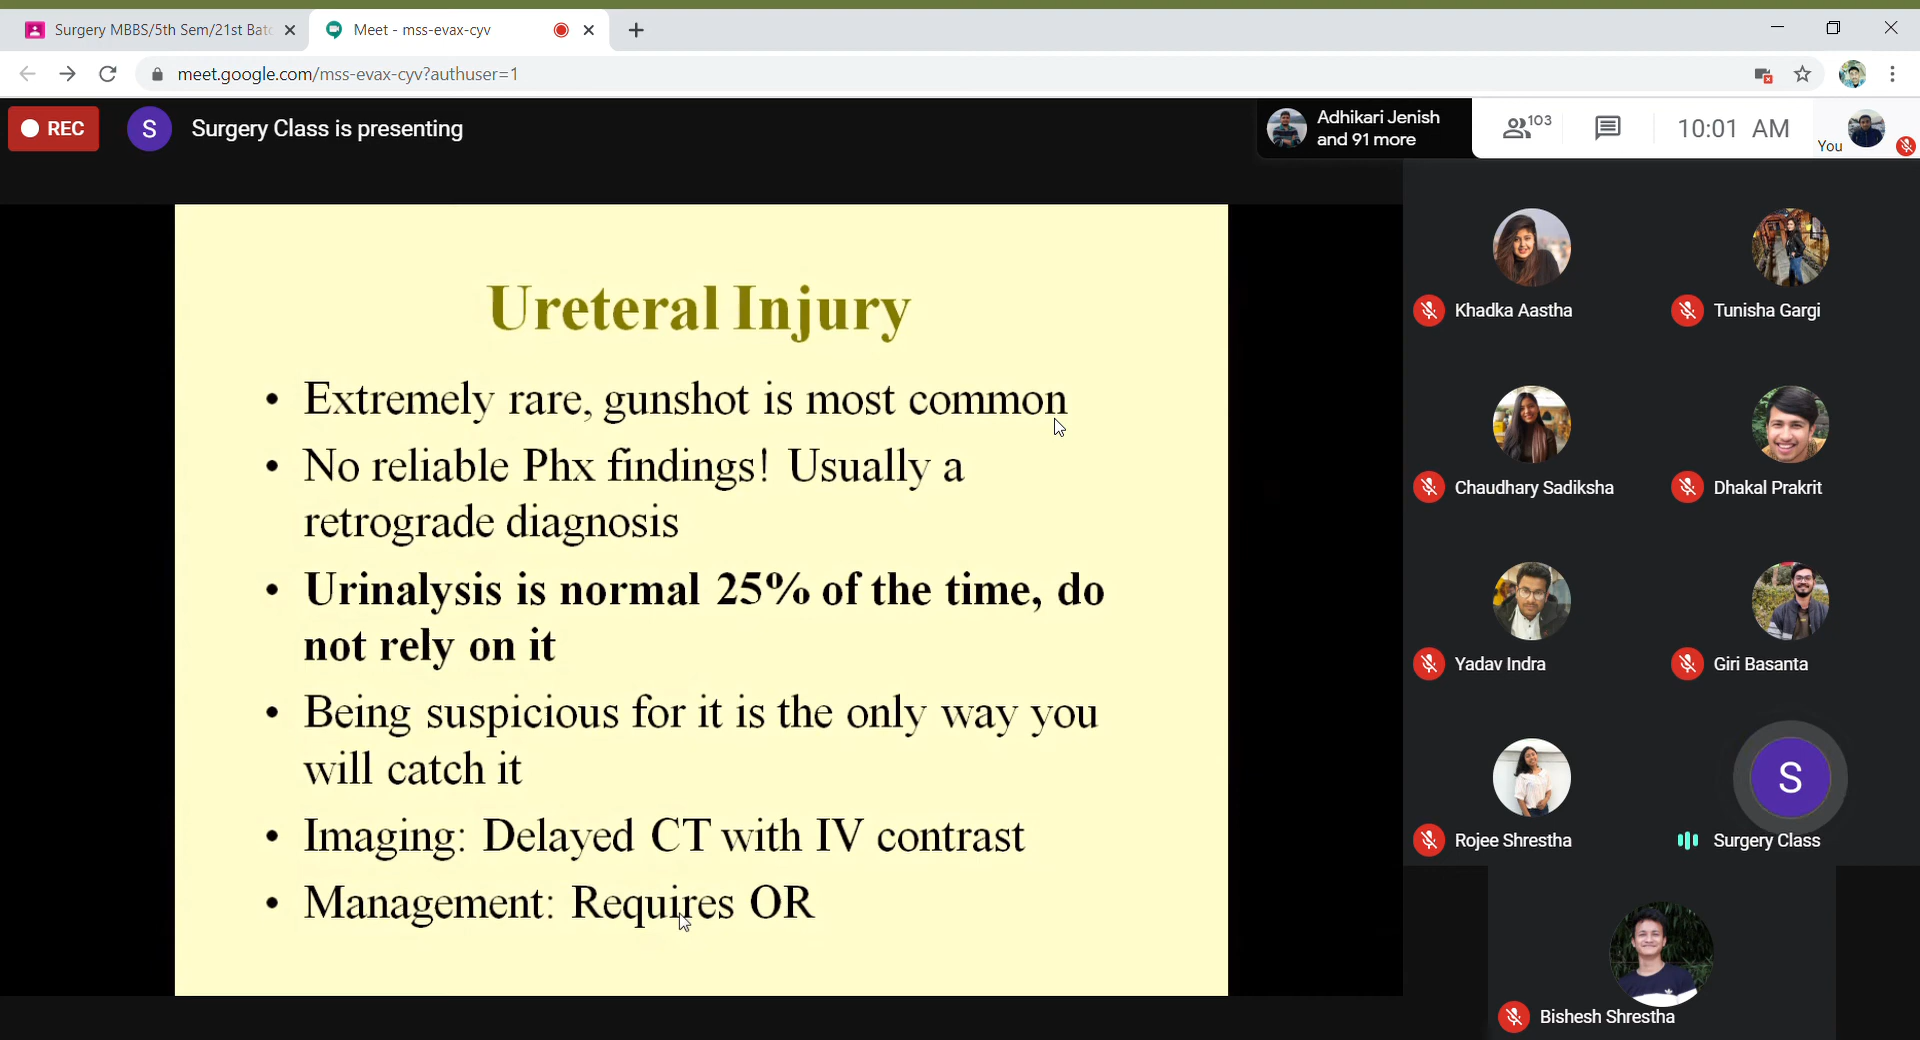 Surgery MBBS/5th Sem/21st Batc
Meet - mss-evax-cyv
meet.google.com/mss-evax-cyv?authuser=1
REC
S
Surgery Class is presenting
Adhikari Jenish
and 91 more
103
10:01 AM
You
Ureteral Injury
• Extremely rare, gunshot is most common
• No reliable Phx findings! Usually a
retrograde diagnosis
• Urinalysis is normal 25% of the time, do
not rely on it
• Being suspicious for it is the only way you
will catch it
• Imaging: Delayed CT with IV contrast
• Management: Requires OR
Khadka Aastha
Tunisha Gargi
Chaudhary Sadiksha
Dhakal Prakrit
Yadav Indra
Giri Basanta
Rojee Shrestha
S
Surgery Class
Bishesh Shrestha